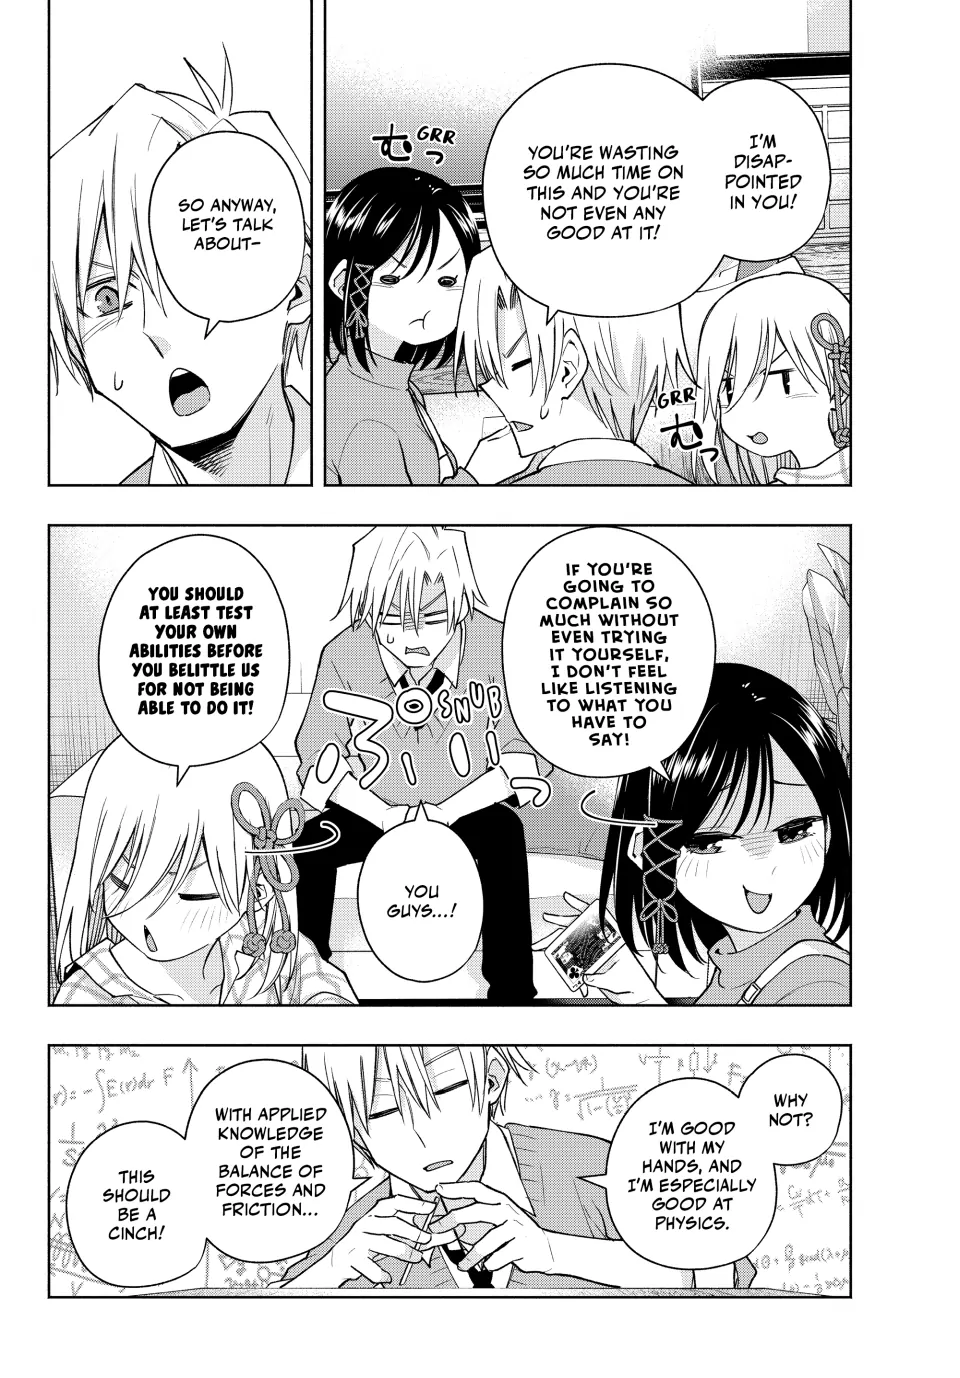 I'M
DISAP-
POINTED
IN YOU!
YOU'RE WASTING
SO MUCH TIME ON
THIS AND YOU'RE
NOT EVEN ANY
GOOD AT IT!
GRR
むっ
GRR
むっ
SO ANYWAY,
LET'S TALK
ABOUT-
IF YOU'RE
GOING TO
COMPLAIN SO
MUCH WITHOUT
EVEN TRYING
IT YOURSELF,
I DON'T FEEL
LIKE LISTENING
TO WHAT YOU
HAVE TO
SAY!
SNUB
ぷーいっ
YOU
GUYS...!
YOU SHOULD
AT LEAST TEST
YOUR OWN
ABILITIES BEFORE
YOU BELITTLE US
FOR NOT BEING
ABLE TO DO IT!
WHY
NOT?
I'M GOOD
WITH MY
HANDS, AND
I'M ESPECIALLY
GOOD AT
PHYSICS.
WITH APPLIED
KNOWLEDGE
OF THE
BALANCE OF
FORCES AND
FRICTION...
THIS
SHOULD
BE A
CINCH!